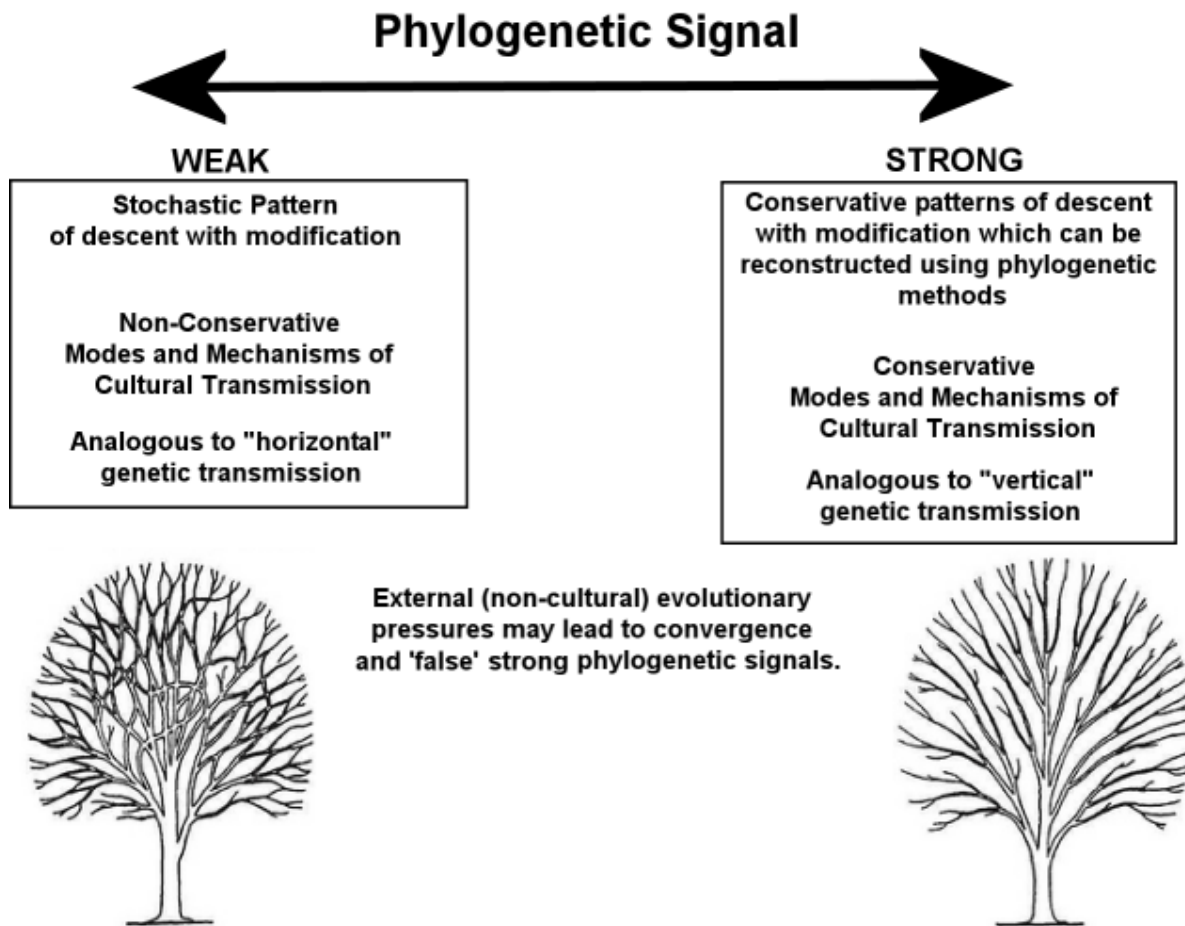 Phylogenetic Signal
WEAK
Stochastic Pattern
of descent with modification
Non-Conservative
Modes and Mechanisms of
Cultural Transmission
Analogous to "horizontal"
genetic transmission
STRONG
Conservative patterns of descent
with modification which can be
reconstructed using phylogenetic
methods
Conservative
Modes and Mechanisms of
Cultural Transmission
Analogous to "vertical"
genetic transmission
External (non-cultural) evolutionary
pressures may lead to convergence
and 'false' strong phylogenetic signals.